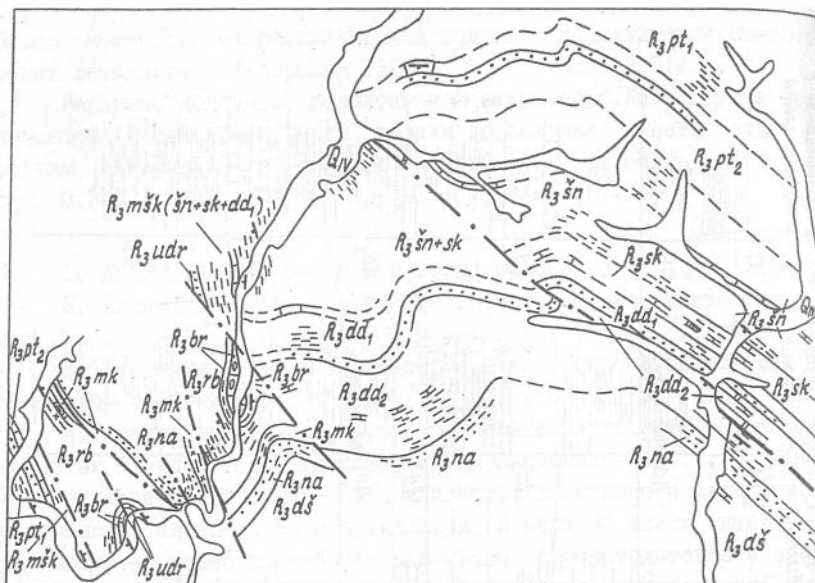 R₃pt₁
Q_IV
R₃pt₂
R₃šn
R₃mšk(šn+sk+dd₁)
R₃udr
R₃šn+sk
R₃sk
Q_IV
R₃šn
R₃dd₁
R₃dd₁
R₃br
R₃pt₂
R₃mk
R₃rb
R₃br
R₃dd₂
R₃dd₂
R₃sk
R₃mk
R₃mk
R₃na
R₃na
R₃na
R₃rb
R₃na
R₃dš
R₃br
R₃pt₁
R₃mšk
R₃udr
R₃dš